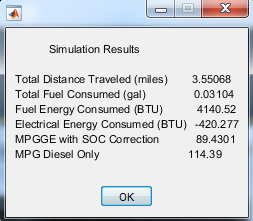 Simulation Results
Total Distance Traveled (miles) 3.55068
Total Fuel Consumed (gal) 0.03104
Fuel Energy Consumed (BTU) 4140.52
Electrical Energy Consumed (BTU) -420.277
MPGGE with SOC Correction 89.4301
MPG Diesel Only 114.39
OK